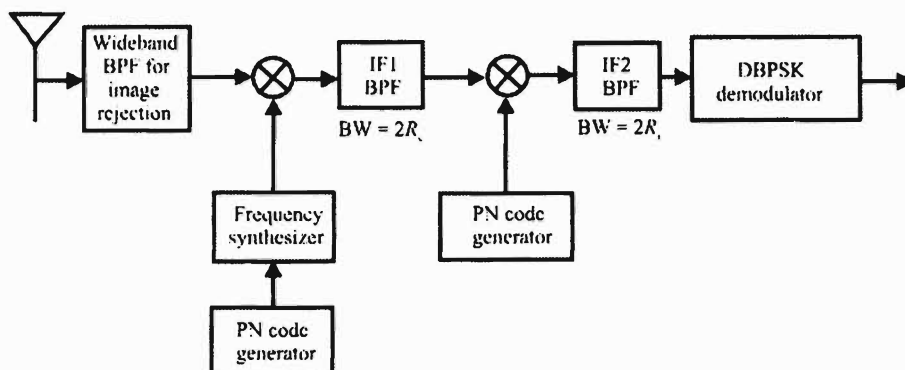 Wideband
BPF for
image
rejection
IF1
BPF
BW = 2R
IF2
BPF
BW = 2R
DBPSK
demodulator
Frequency
synthesizer
PN code
generator
PN code
generator